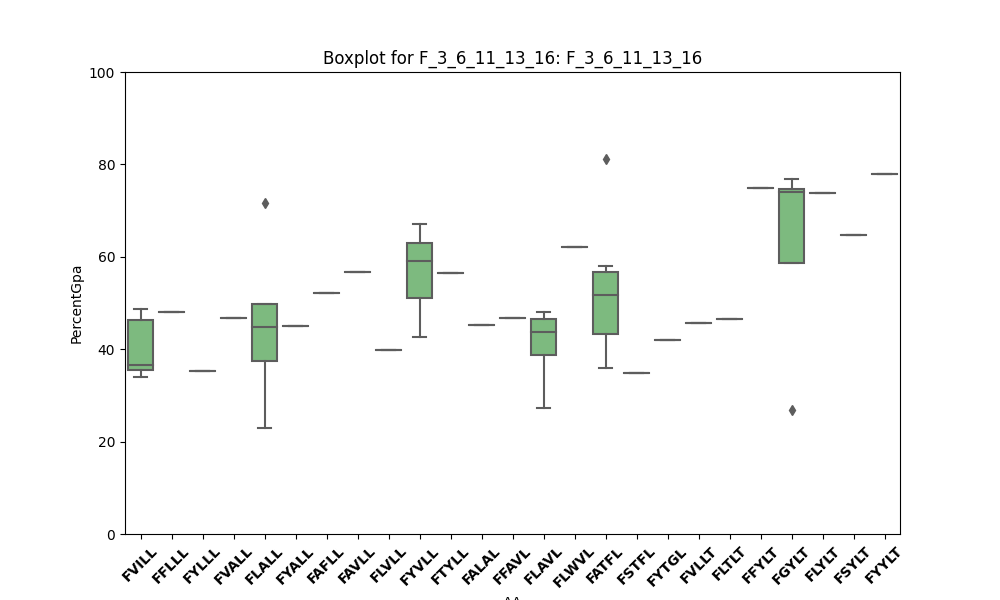 Boxplot for F_3_6_11_13_16: F_3_6_11_13_16
PercentGpa
100
80
60
40
20
0
FVILL
FFLLL
FYLLL
FVALL
FLALL
FYALL
FAFLL
FAVLL
FLVLL
FYVLL
FTYLL
FALAL
FFAVL
FLAVL
FLWVL
FATFL
FSTFL
FYTGL
FVLLT
FLTLT
FFYLT
FGYLT
FLYLT
FSYLT
FYYLT